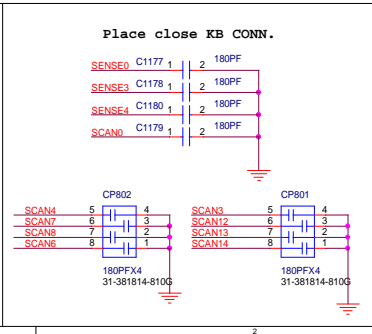 Place close KB CONN.
SENSE0 C1177 1 2 180PF
SENSE3 C1178 1 2 180PF
SENSE4 C1180 1 2 180PF
SCAN0 C1179 1 2 180PF
CP802 CP801
SCAN4 5 4 SCAN3 5 4
SCAN7 6 3 SCAN12 6 3
SCAN8 7 2 SCAN13 7 2
SCAN6 8 1 SCAN14 8 1
180PFX4 180PFX4
31-381814-810G 31-381814-810G
2